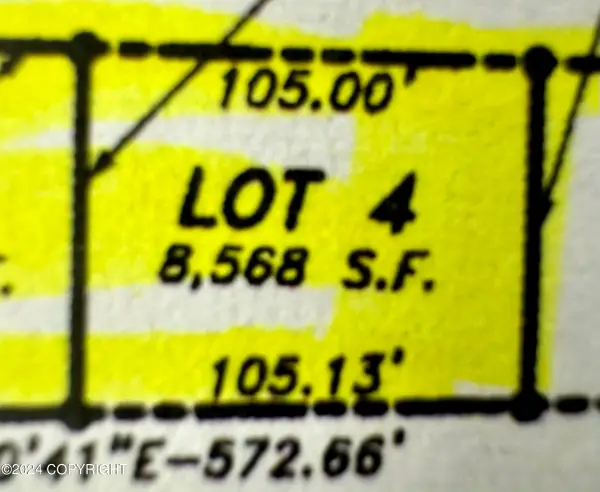 105.00'
LOT 4
8,568 S.F.
105.13'
0'41"E-572.66'
©2024 COPYRIGHT